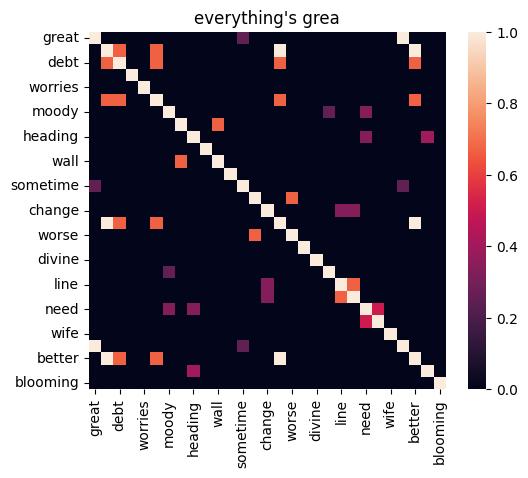 everything's grea
great
debt
worries
moody
heading
wall
sometime
change
worse
divine
line
need
wife
better
blooming
1.0
0.8
0.6
0.4
0.2
0.0
great
debt
worries
moody
heading
wall
sometime
change
worse
divine
line
need
wife
better
blooming